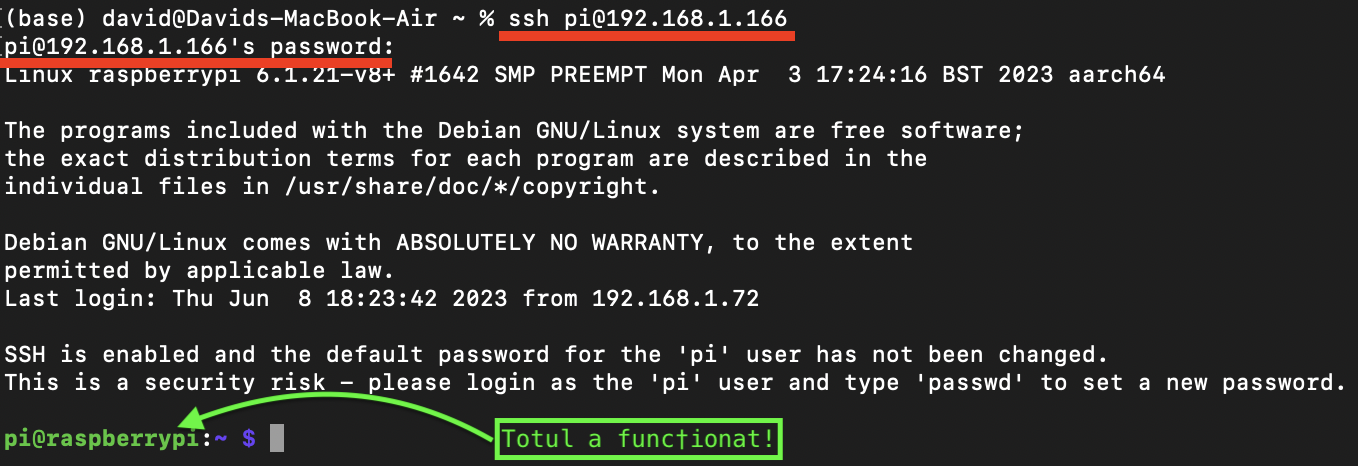 (base) david@Davids-MacBook-Air ~ % ssh pi@192.168.1.166
pi@192.168.1.166's password:
Linux raspberrypi 6.1.21-v8+ #1642 SMP PREEMPT Mon Apr  3 17:24:16 BST 2023 aarch64

The programs included with the Debian GNU/Linux system are free software;
the exact distribution terms for each program are described in the
individual files in /usr/share/doc/*/copyright.

Debian GNU/Linux comes with ABSOLUTELY NO WARRANTY, to the extent
permitted by applicable law.
Last login: Thu Jun  8 18:23:42 2023 from 192.168.1.72

SSH is enabled and the default password for the 'pi' user has not been changed.
This is a security risk - please login as the 'pi' user and type 'passwd' to set a new password.

pi@raspberrypi:~ $
Totul a func†ionat!